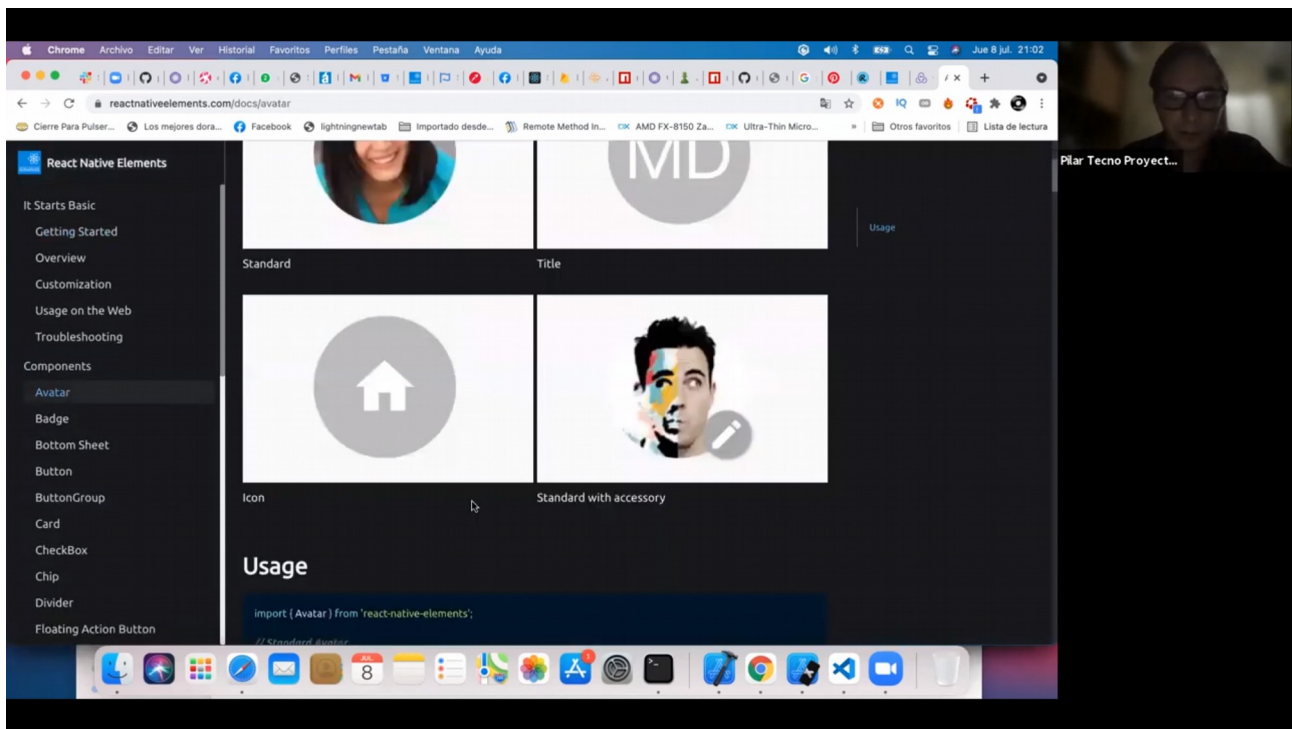 Chrome Archivo Editar Ver Historial Favoritos Perfiles Pestaña Ventana Ayuda Jue 8 jul. 21:02
reactnativeelements.com/docs/avatar
Cierre Para Pulser... Los mejores dora... Facebook lightningnewtab Importado desde... Remote Method In... AMD FX-8150 Za... Ultra-Thin Micro... » Otros favoritos Lista de lectura
Pilar Tecno Proyect...
React Native Elements
MD
It Starts Basic
Getting Started
Overview
Customization
Usage on the Web
Troubleshooting
Components
Avatar
Badge
Bottom Sheet
Button
ButtonGroup
Card
CheckBox
Chip
Divider
Floating Action Button
Standard
Title
Icon
Standard with accessory
Usage
import { Avatar } from 'react-native-elements';
// Standard Avatar
Usage
JUL.
8